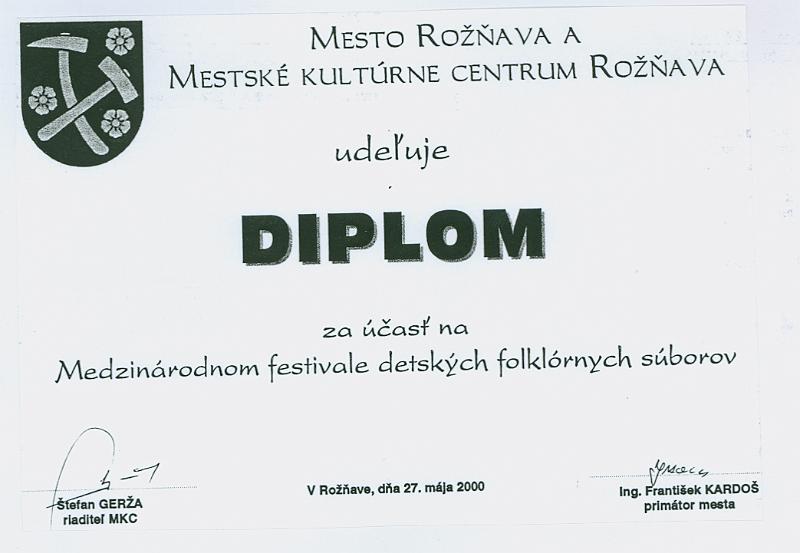 MESTO ROŽŇAVA A
MESTSKÉ KULTÚRNE CENTRUM ROŽŇAVA
udeľuje
DIPLOM
za účasť na
Medzinárodnom festivale detských folklórnych súborov
V Rožňave, dňa 27. mája 2000
Štefan GERŽA
riaditeľ MKC
Ing. František KARDOŠ
primátor mesta